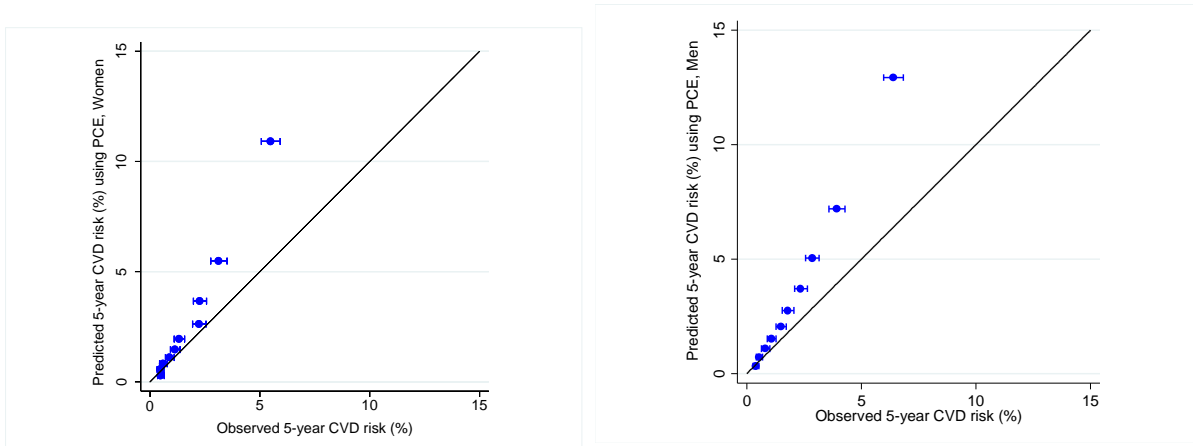 Predicted 5-year CVD risk (%) using PCE, Women
15
10
5
0
0 5 10 15
Observed 5-year CVD risk (%)
Predicted 5-year CVD risk (%) using PCE, Men
15
10
5
0
0 5 10 15
Observed 5-year CVD risk (%)